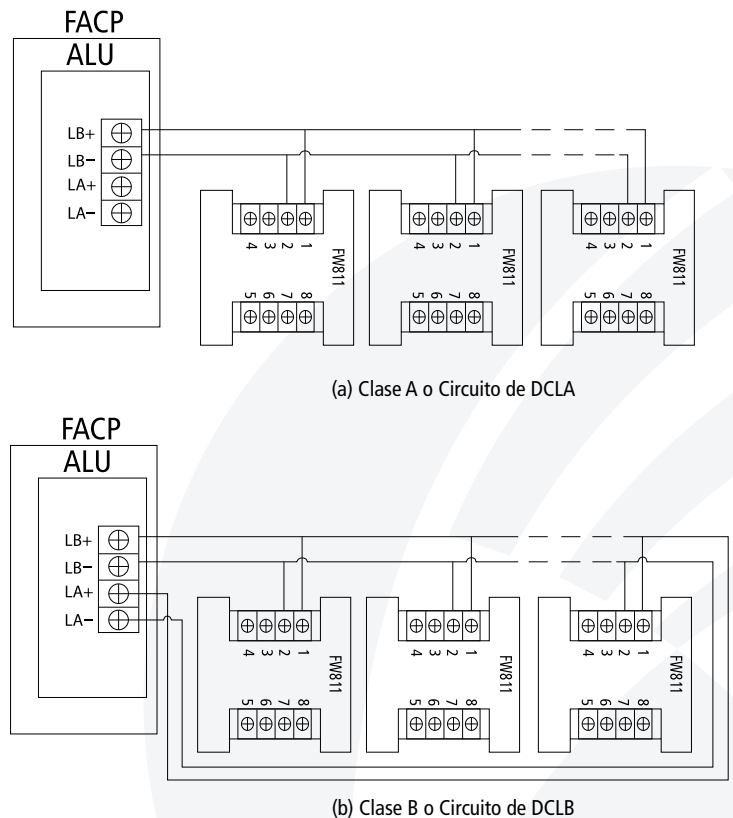 FACP
ALU
LB+
LB−
LA+
LA−
4 3 2 1
FW811
5 6 7 8
4 3 2 1
FW811
5 6 7 8
4 3 2 1
FW811
5 6 7 8
(a) Clase A o Circuito de DCLA
FACP
ALU
LB+
LB−
LA+
LA−
4 3 2 1
FW811
5 6 7 8
4 3 2 1
FW811
5 6 7 8
4 3 2 1
FW811
5 6 7 8
(b) Clase B o Circuito de DCLB